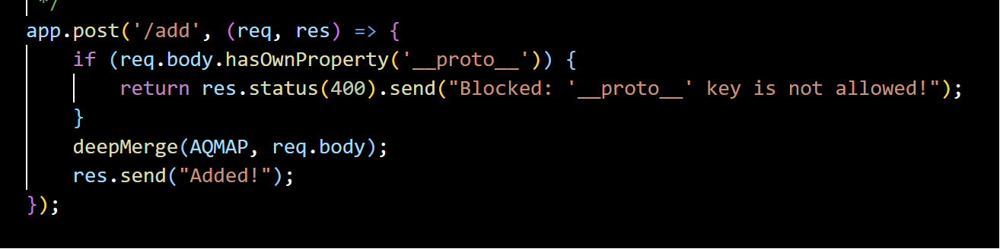 */
app.post('/add', (req, res) => {
    if (req.body.hasOwnProperty('__proto__')) {
        return res.status(400).send("Blocked: '__proto__' key is not allowed!");
    }
    deepMerge(AQMAP, req.body);
    res.send("Added!");
});